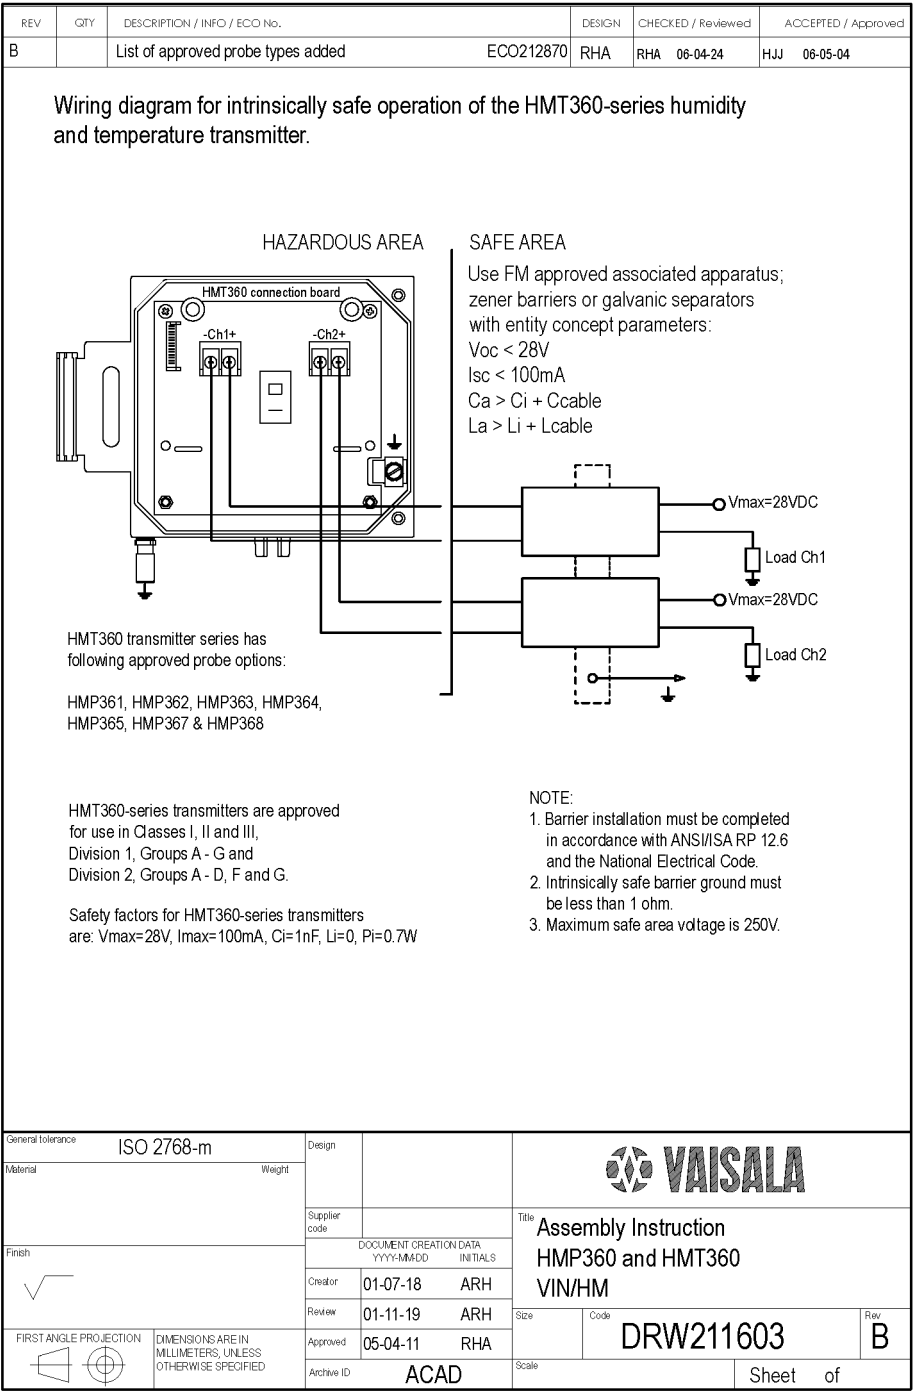 REV QTY DESCRIPTION / INFO / ECO No. DESIGN CHECKED / Reviewed ACCEPTED / Approved
B List of approved probe types added ECO212870 RHA RHA 06-04-24 HJJ 06-05-04
Wiring diagram for intrinsically safe operation of the HMT360-series humidity
and temperature transmitter.
HAZARDOUS AREA SAFE AREA
Use FM approved associated apparatus;
zener barriers or galvanic separators
with entity concept parameters:
Voc < 28V
Isc < 100mA
Ca > Ci + Ccable
La > Li + Lcable
HMT360 connection board
-Ch1+ -Ch2+
Vmax=28VDC
Load Ch1
Vmax=28VDC
Load Ch2
HMT360 transmitter series has
following approved probe options:
HMP361, HMP362, HMP363, HMP364,
HMP365, HMP367 & HMP368
HMT360-series transmitters are approved
for use in Classes I, II and III,
Division 1, Groups A - G and
Division 2, Groups A - D, F and G.
Safety factors for HMT360-series transmitters
are: Vmax=28V, Imax=100mA, Ci=1nF, Li=0, Pi=0.7W
NOTE:
1. Barrier installation must be completed
in accordance with ANSI/ISA RP 12.6
and the National Electrical Code.
2. Intrinsically safe barrier ground must
be less than 1 ohm.
3. Maximum safe area voltage is 250V.
General tolerance ISO 2768-m
Material Weight
Finish
FIRST ANGLE PROJECTION
DIMENSIONS ARE IN
MILLIMETERS, UNLESS
OTHERWISE SPECIFIED
Design
Supplier
code
DOCUMENT CREATION DATA
YYYY-MM-DD INITIALS
Creator 01-07-18 ARH
Review 01-11-19 ARH
Approved 05-04-11 RHA
Archive ID ACAD
VAISALA
Title Assembly Instruction
HMP360 and HMT360
VIN/HM
Size Code DRW211603 Rev B
Scale Sheet of